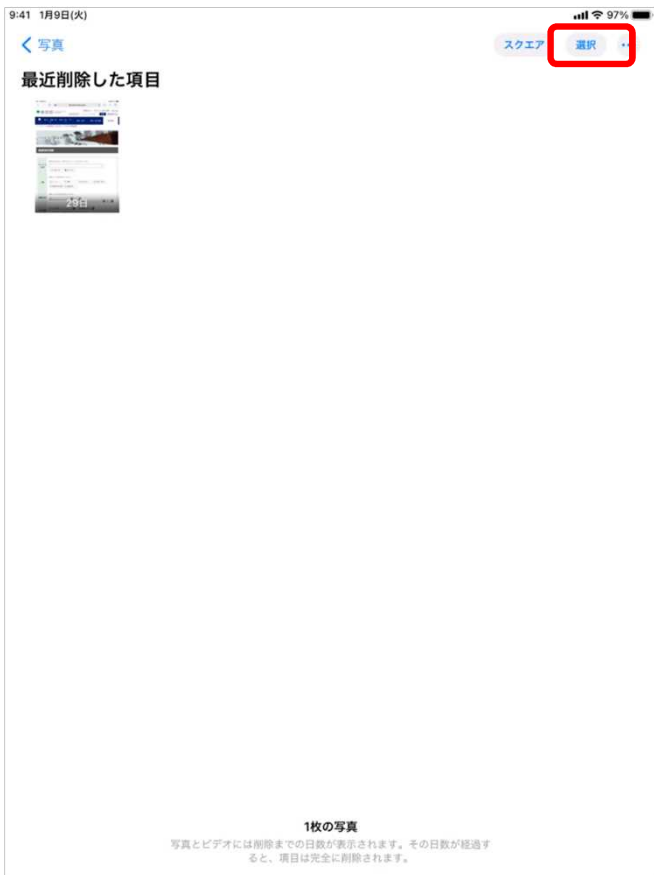 9:41 1月9日(火) 97%
写真 スクエア 選択
最近削除した項目
29日
1枚の写真
写真とビデオには削除までの日数が表示されます。その日数が経過す
ると、項目は完全に削除されます。